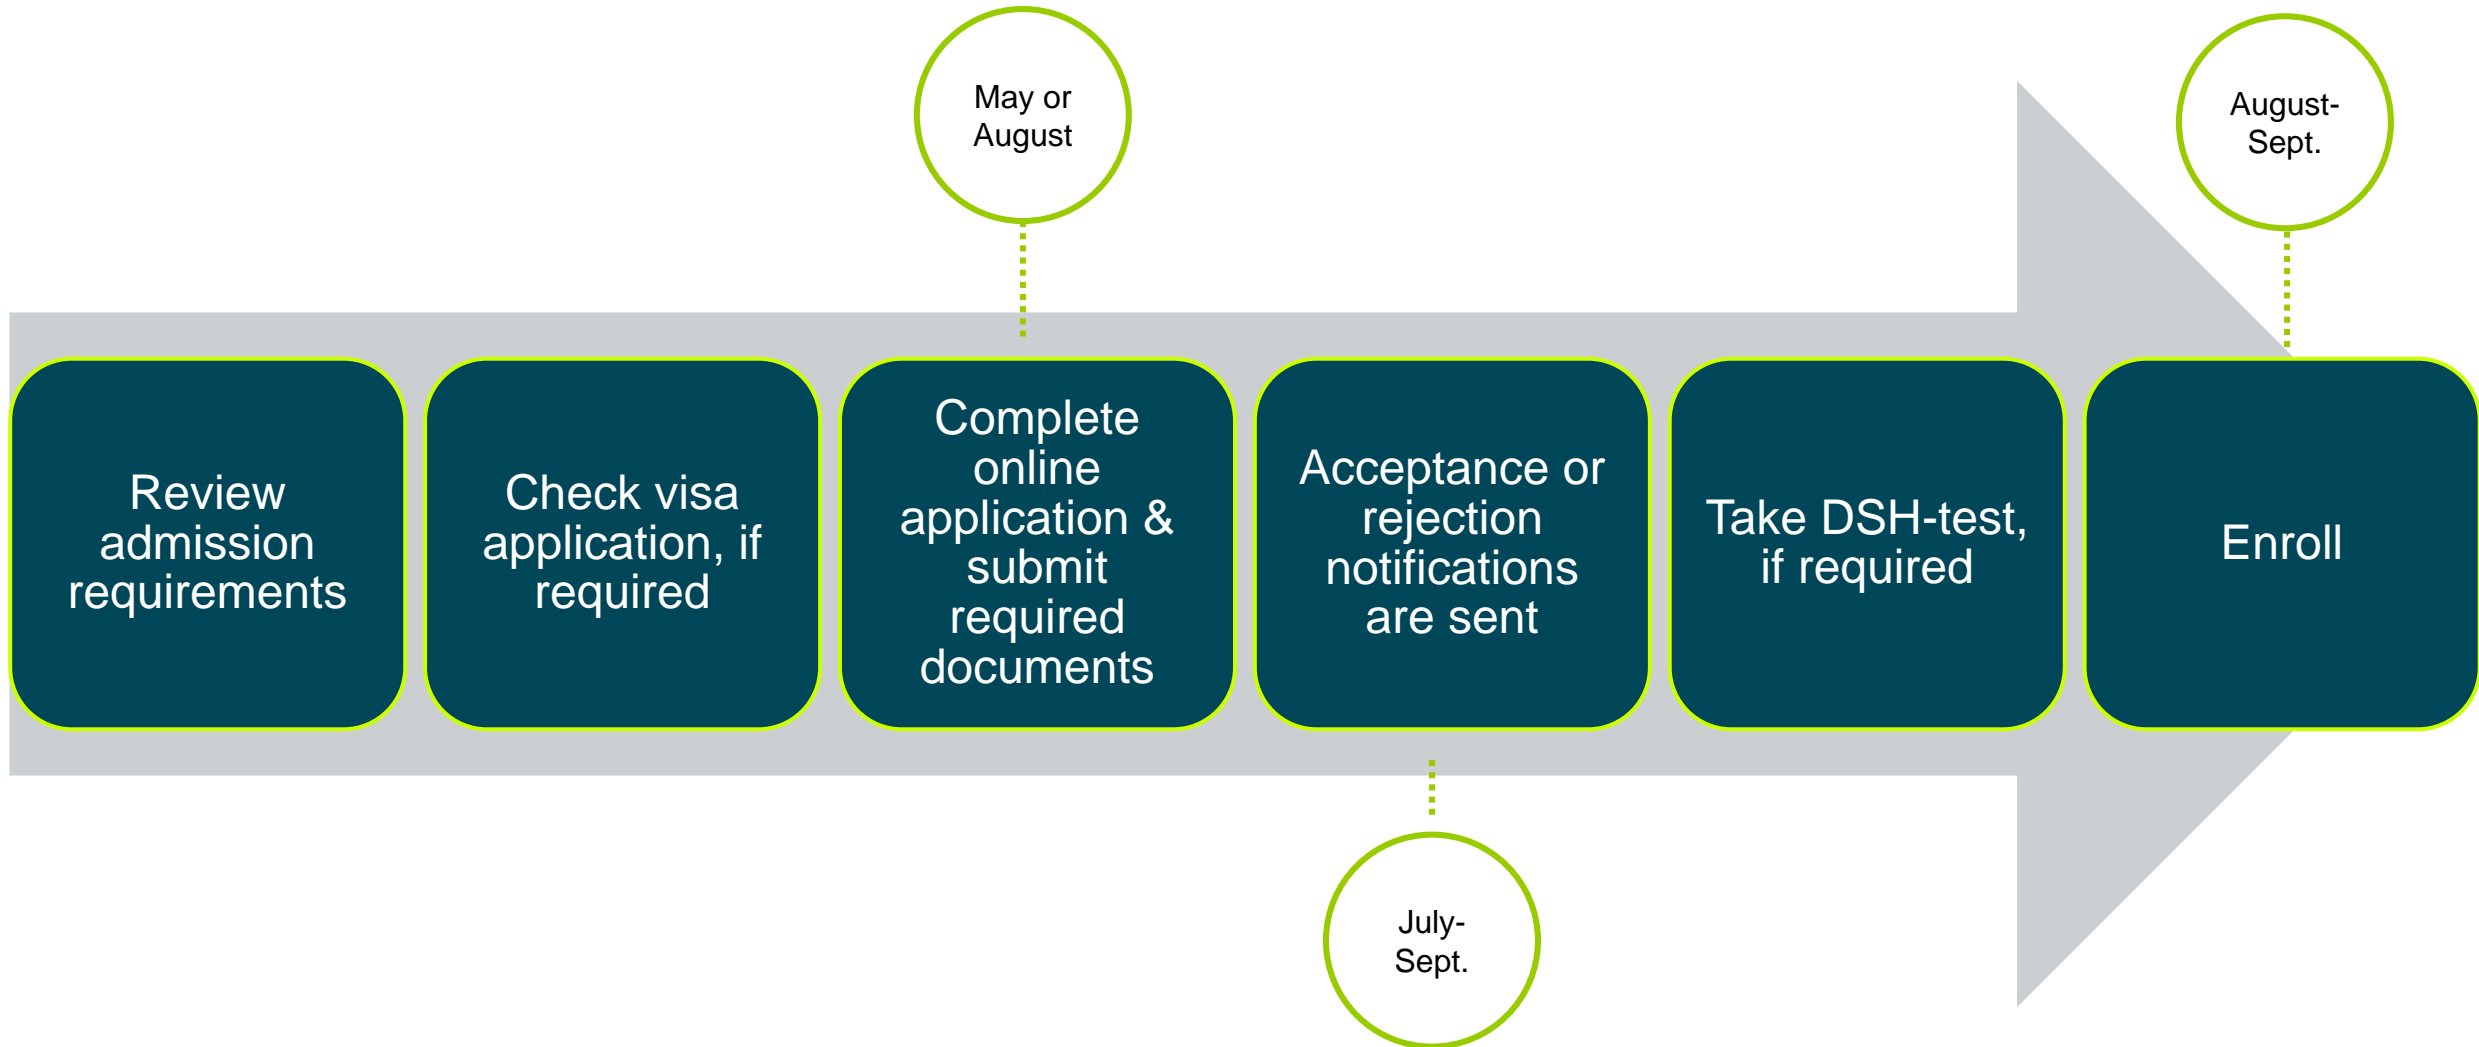 May or
August
August-
Sept.
Review
admission
requirements
Check visa
application, if
required
Complete
online
application &
submit
required
documents
Acceptance or
rejection
notifications
are sent
Take DSH-test,
if required
Enroll
July-
Sept.